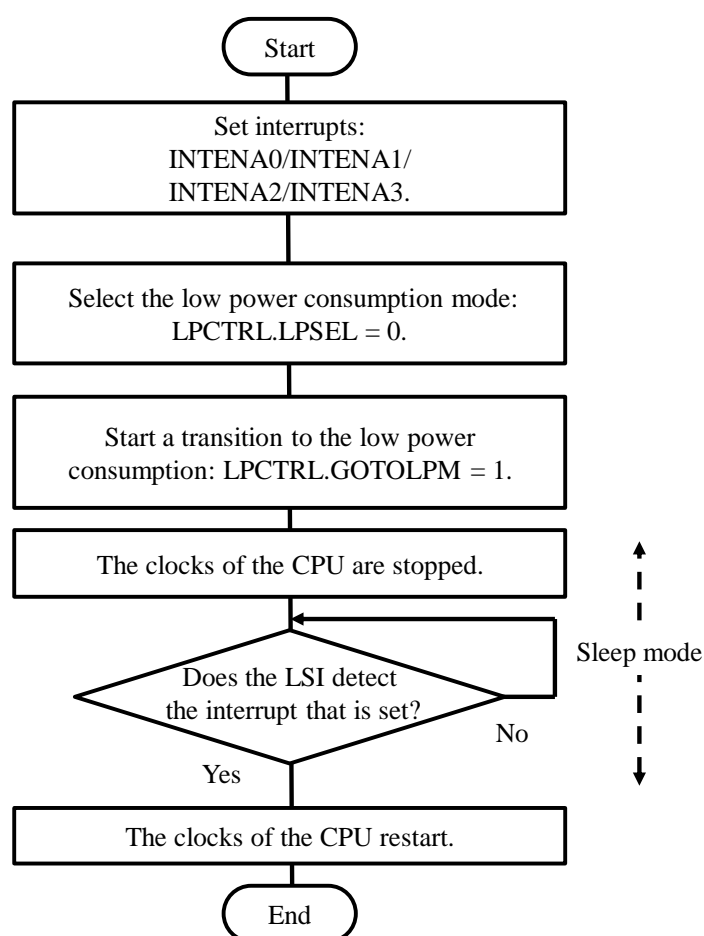 Start
Set interrupts:
INTENA0/INTENA1/
INTENA2/INTENA3.
Select the low power consumption mode:
LPCTRL.LPSEL = 0.
Start a transition to the low power
consumption: LPCTRL.GOTOLPM = 1.
The clocks of the CPU are stopped.
Does the LSI detect
the interrupt that is set?
Sleep mode
No
Yes
The clocks of the CPU restart.
End